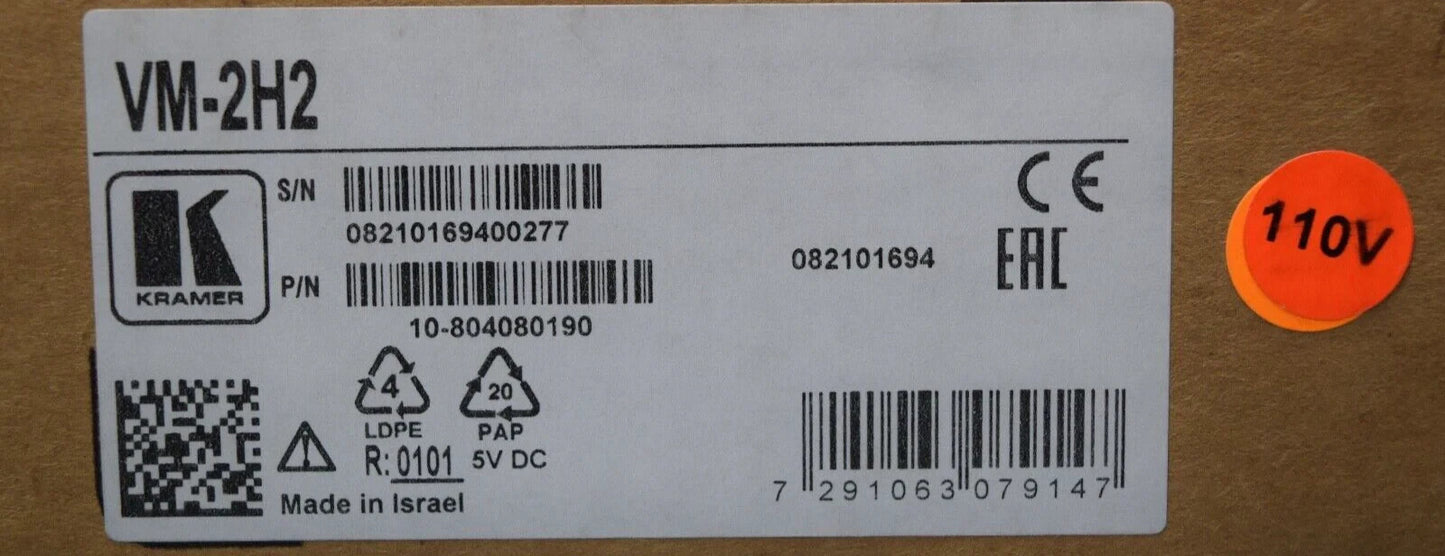 VM-2H2
KRAMER
S/N
08210169400277
P/N
10-804080190
082101694
CE
EAC
110V
4
LDPE
20
PAP
R: 0101
5V DC
Made in Israel
7 291063 079147